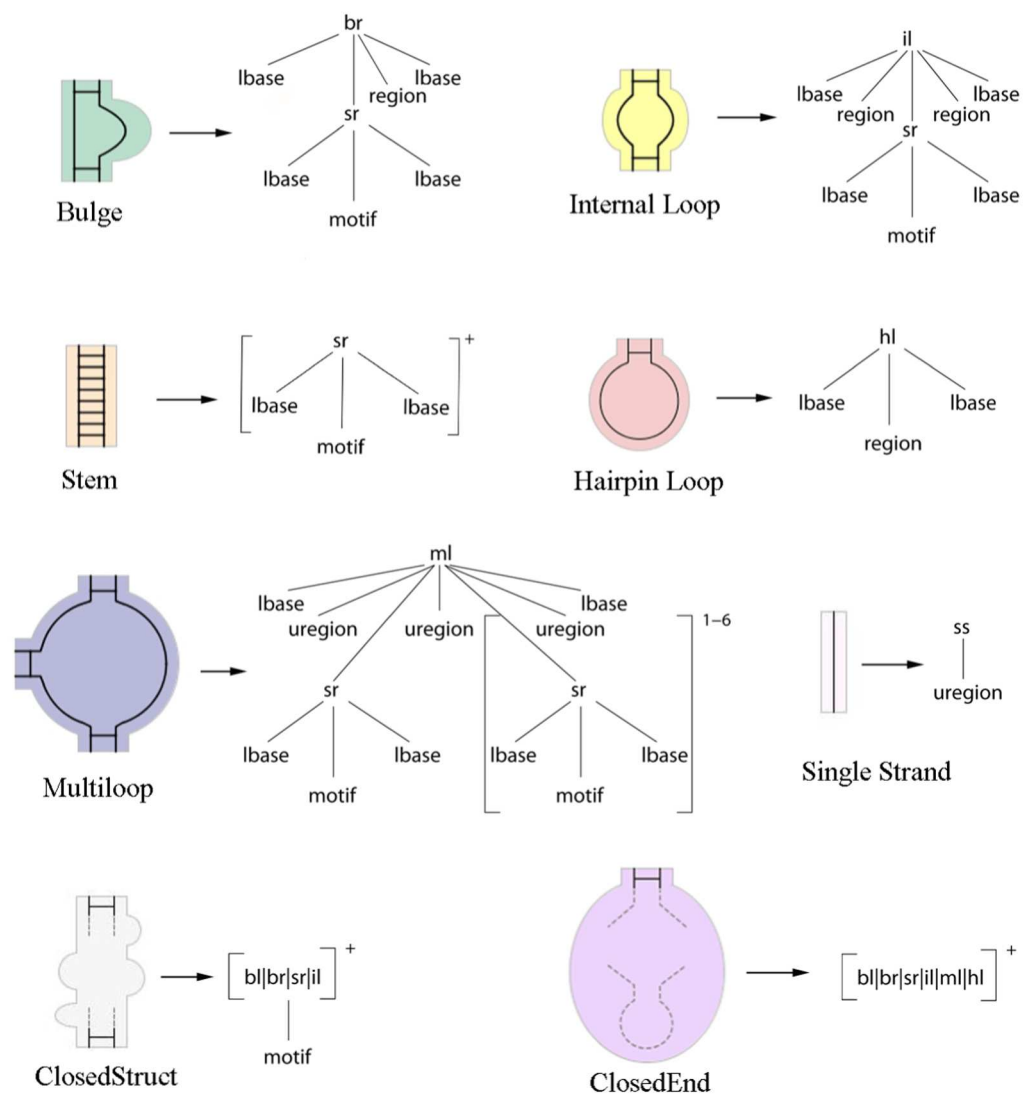 br
lbase lbase
region
sr
lbase lbase
motif
Bulge
il
lbase lbase
region region
sr
lbase lbase
motif
Internal Loop
[ sr ]+
lbase lbase
motif
Stem
hl
lbase lbase
region
Hairpin Loop
ml
lbase lbase
uregion uregion uregion
1–6
sr sr
lbase lbase lbase lbase
motif motif
Multiloop
ss
uregion
Single Strand
[bl|br|sr|il]+
motif
ClosedStruct
[bl|br|sr|il|ml|hl]+
ClosedEnd